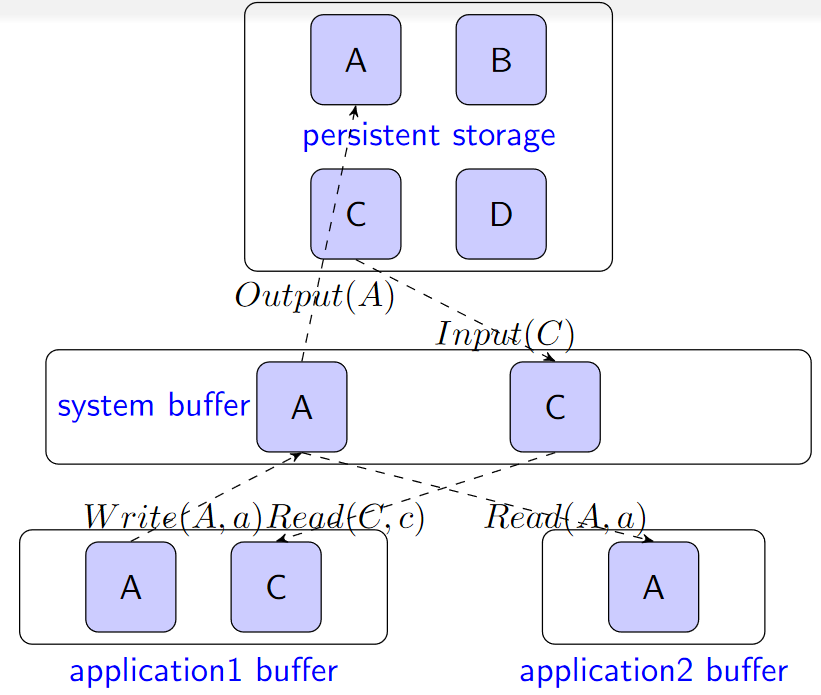 A
B
persistent storage
C
D
Output(A)
Input(C)
system buffer
A
C
Write(A, a)
Read(C, c)
Read(A, a)
A
C
A
application1 buffer
application2 buffer